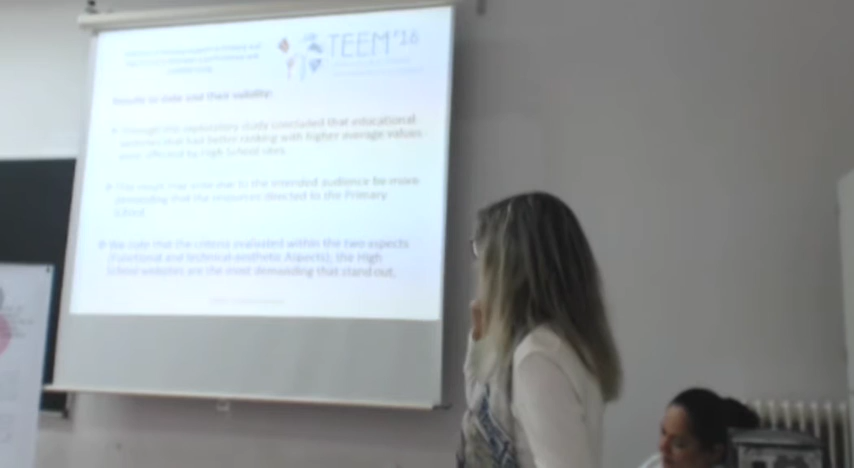 TEEM'16
Results to date and their validity:
Through this exploratory study concluded that educational
websites that had better ranking with higher average values
were offered by High School sites.
This result may arise due to the intended audience be more
demanding that the resources directed to the Primary
School.
We note that the criteria evaluated within the two aspects
(Functional and technical-aesthetic Aspects), the High
School websites are the most demanding that stand out.